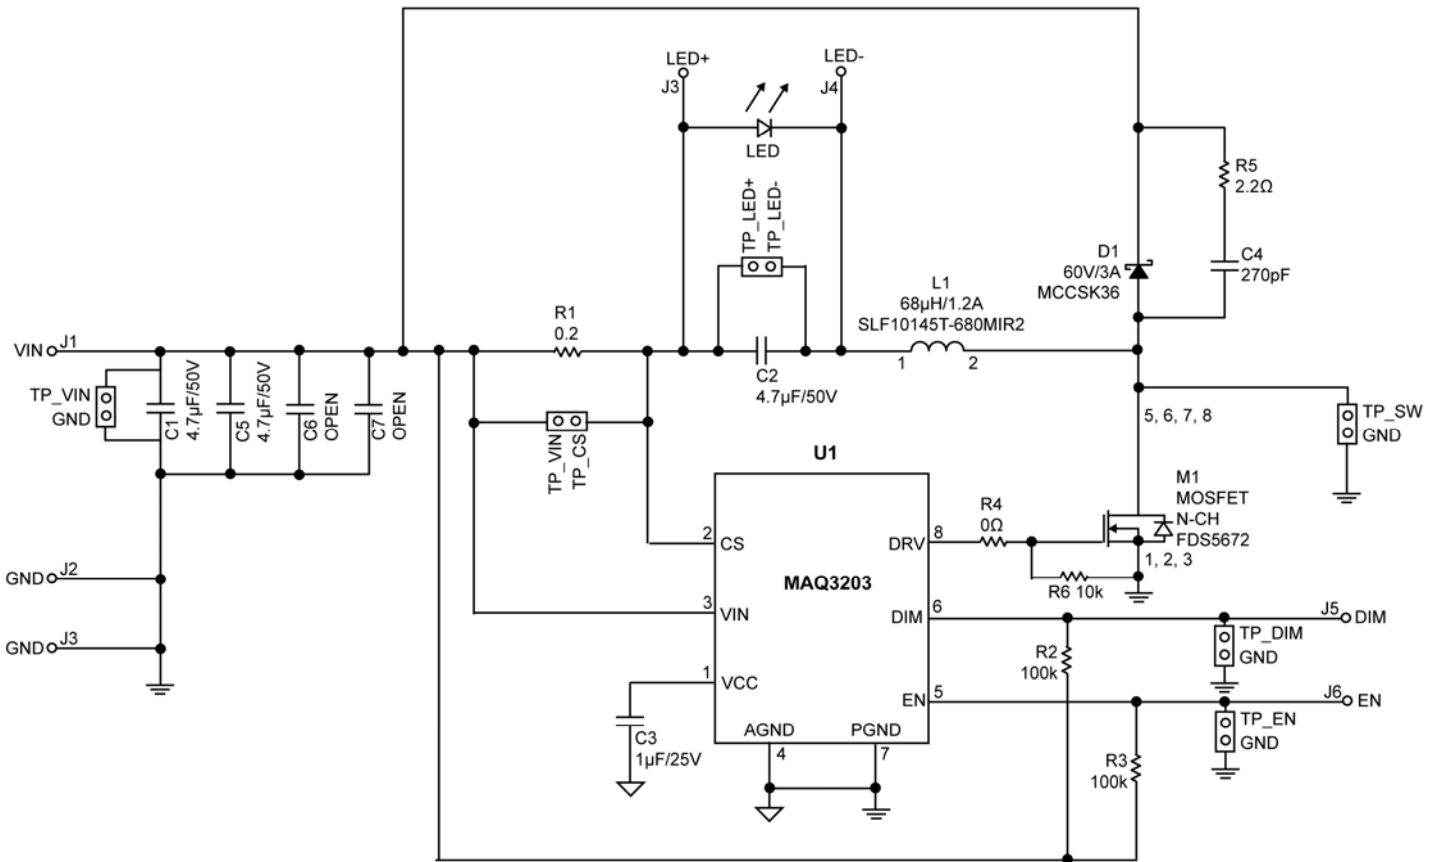 LED+
J3
LED-
J4
LED
TP_LED+
TP_LED-
R5
2.2Ω
D1
60V/3A
MCCSK36
C4
270pF
L1
68µH/1.2A
SLF10145T-680MIR2
1
2
R1
0.2
C2
4.7µF/50V
VIN
J1
TP_VIN
GND
C1
4.7µF/50V
C5
4.7µF/50V
C6
OPEN
C7
OPEN
TP_VIN
TP_CS
5, 6, 7, 8
TP_SW
GND
U1
M1
MOSFET
N-CH
FDS5672
1, 2, 3
R4
0Ω
R6 10k
2
CS
DRV
8
MAQ3203
3
VIN
DIM
6
1
VCC
EN
5
AGND
PGND
4
7
GND
J2
GND
J3
C3
1µF/25V
R2
100k
R3
100k
J5
DIM
TP_DIM
GND
J6
EN
TP_EN
GND